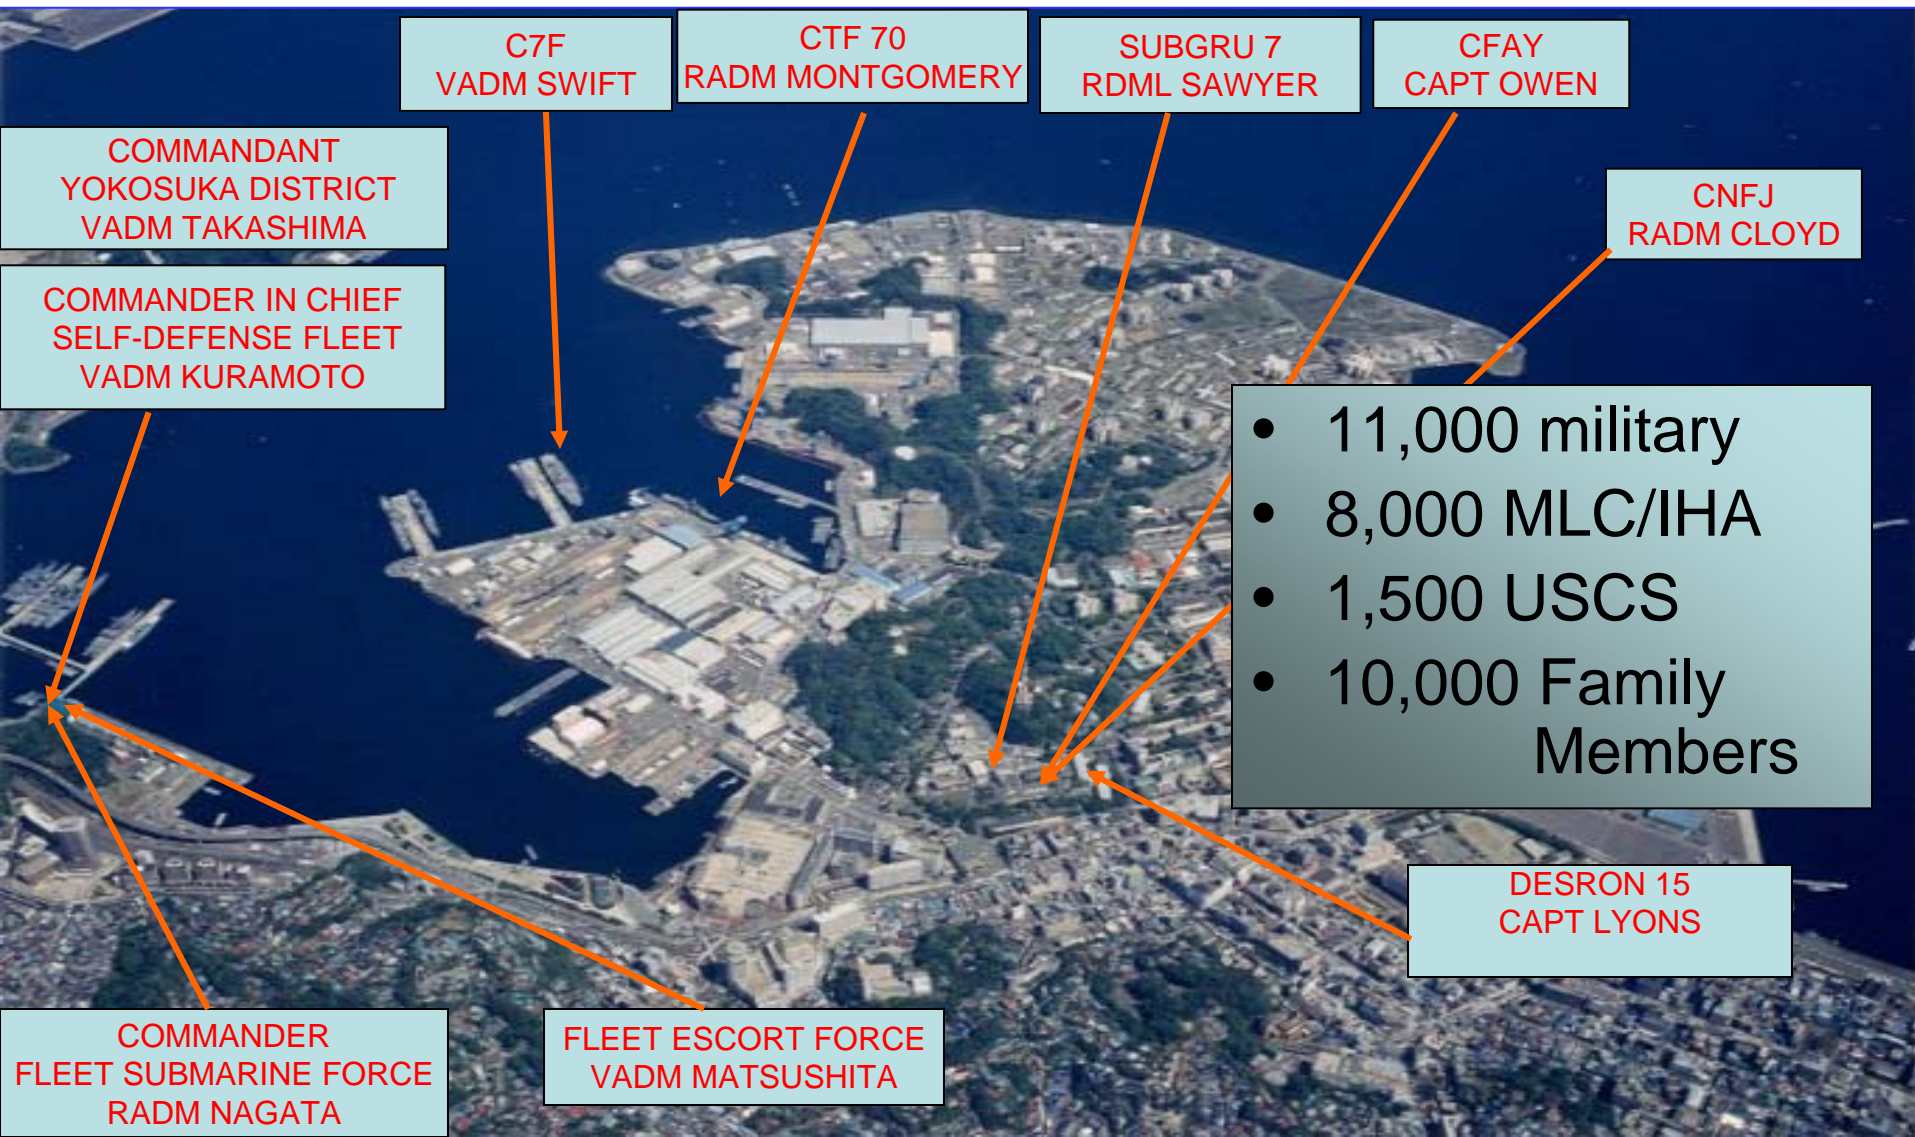 C7F
VADM SWIFT
CTF 70
RADM MONTGOMERY
SUBGRU 7
RDML SAWYER
CFAY
CAPT OWEN
COMMANDANT
YOKOSUKA DISTRICT
VADM TAKASHIMA
CNFJ
RADM CLOYD
COMMANDER IN CHIEF
SELF-DEFENSE FLEET
VADM KURAMOTO
• 11,000 military
• 8,000 MLC/IHA
• 1,500 USCS
• 10,000 Family
Members
DESRON 15
CAPT LYONS
COMMANDER
FLEET SUBMARINE FORCE
RADM NAGATA
FLEET ESCORT FORCE
VADM MATSUSHITA